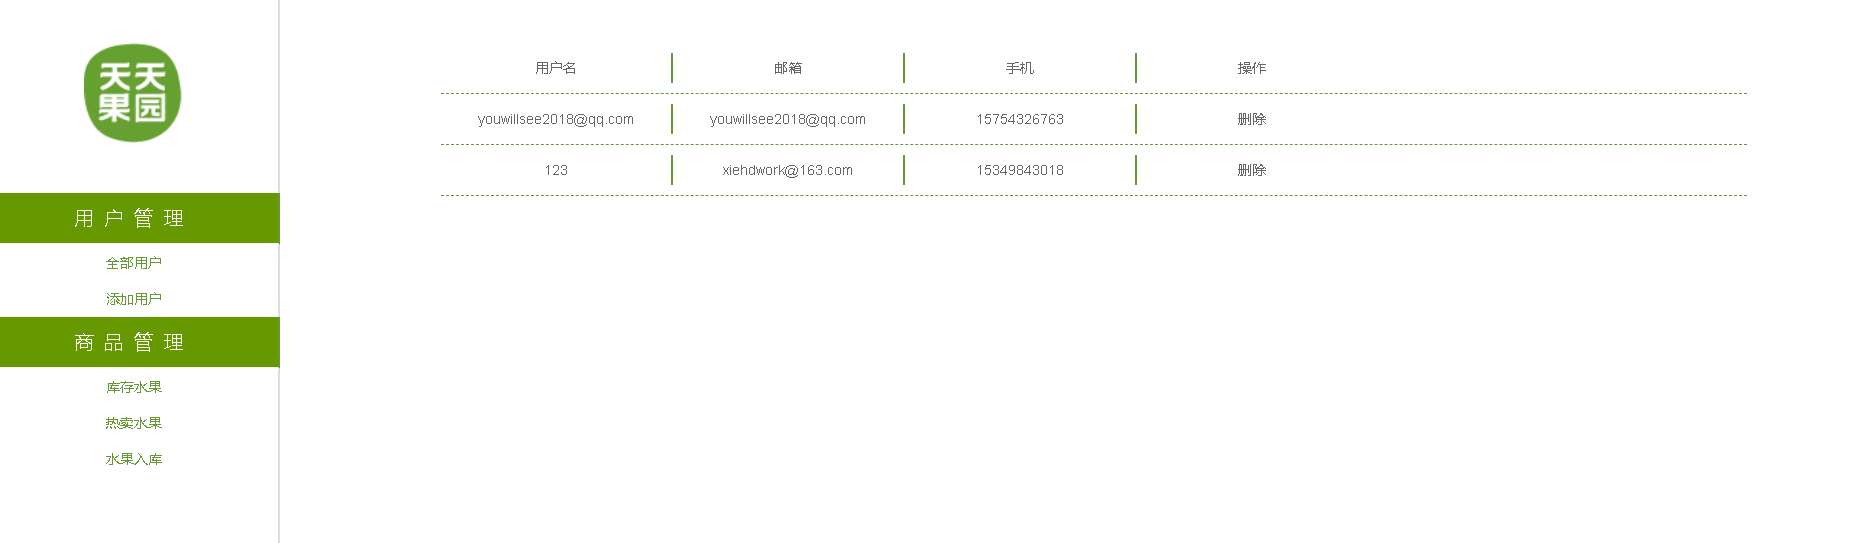 天天
果园
用户管理
全部用户
添加用户
商品管理
库存水果
热卖水果
水果入库
用户名 邮箱 手机 操作
youwillsee2018@qq.com youwillsee2018@qq.com 15754326763 删除
123 xiehdwork@163.com 15349843018 删除